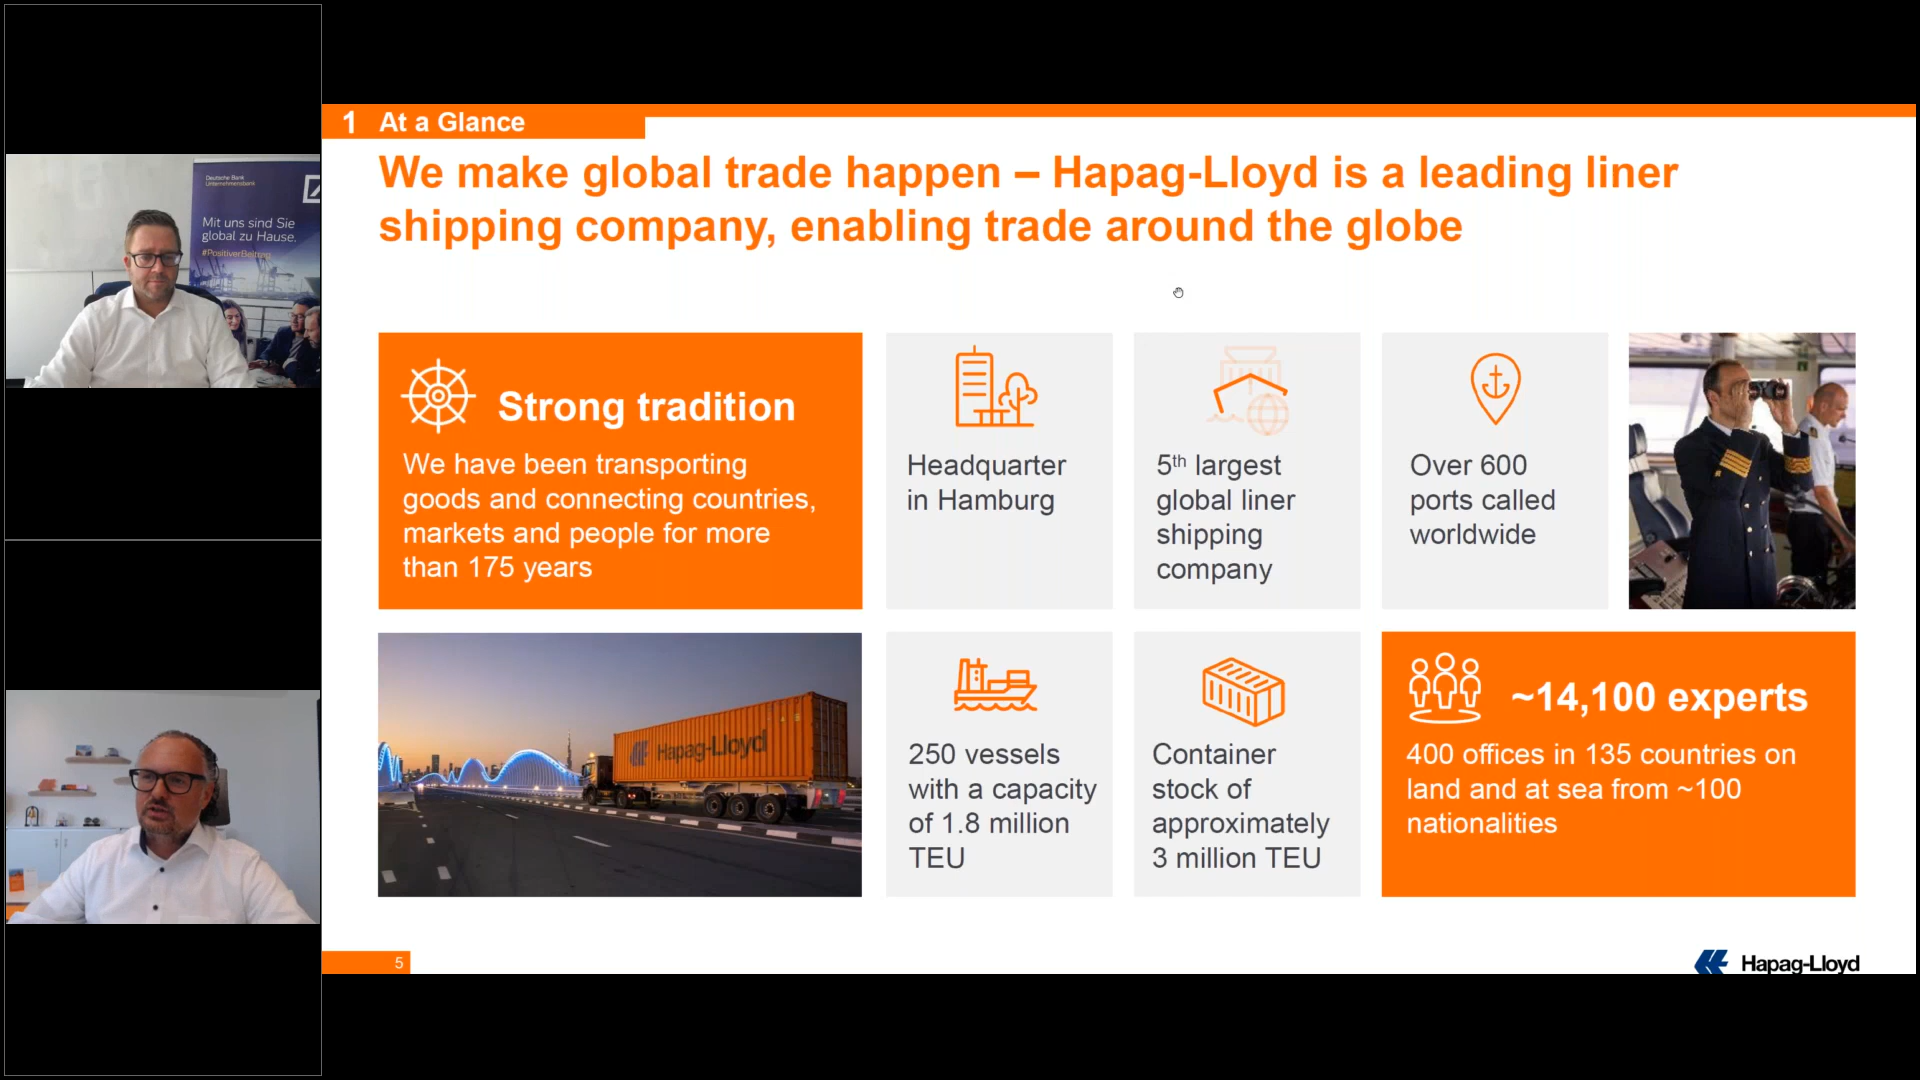 Deutsche Bank
Unternehmensbank
Mit uns sind Sie
global zu Hause.
#PositiverBeitrag
1 At a Glance
We make global trade happen – Hapag-Lloyd is a leading liner
shipping company, enabling trade around the globe
Strong tradition
We have been transporting
goods and connecting countries,
markets and people for more
than 175 years
Headquarter
in Hamburg
5th largest
global liner
shipping
company
Over 600
ports called
worldwide
Hapag-Lloyd
250 vessels
with a capacity
of 1.8 million
TEU
Container
stock of
approximately
3 million TEU
~14,100 experts
400 offices in 135 countries on
land and at sea from ~100
nationalities
5
Hapag-Lloyd